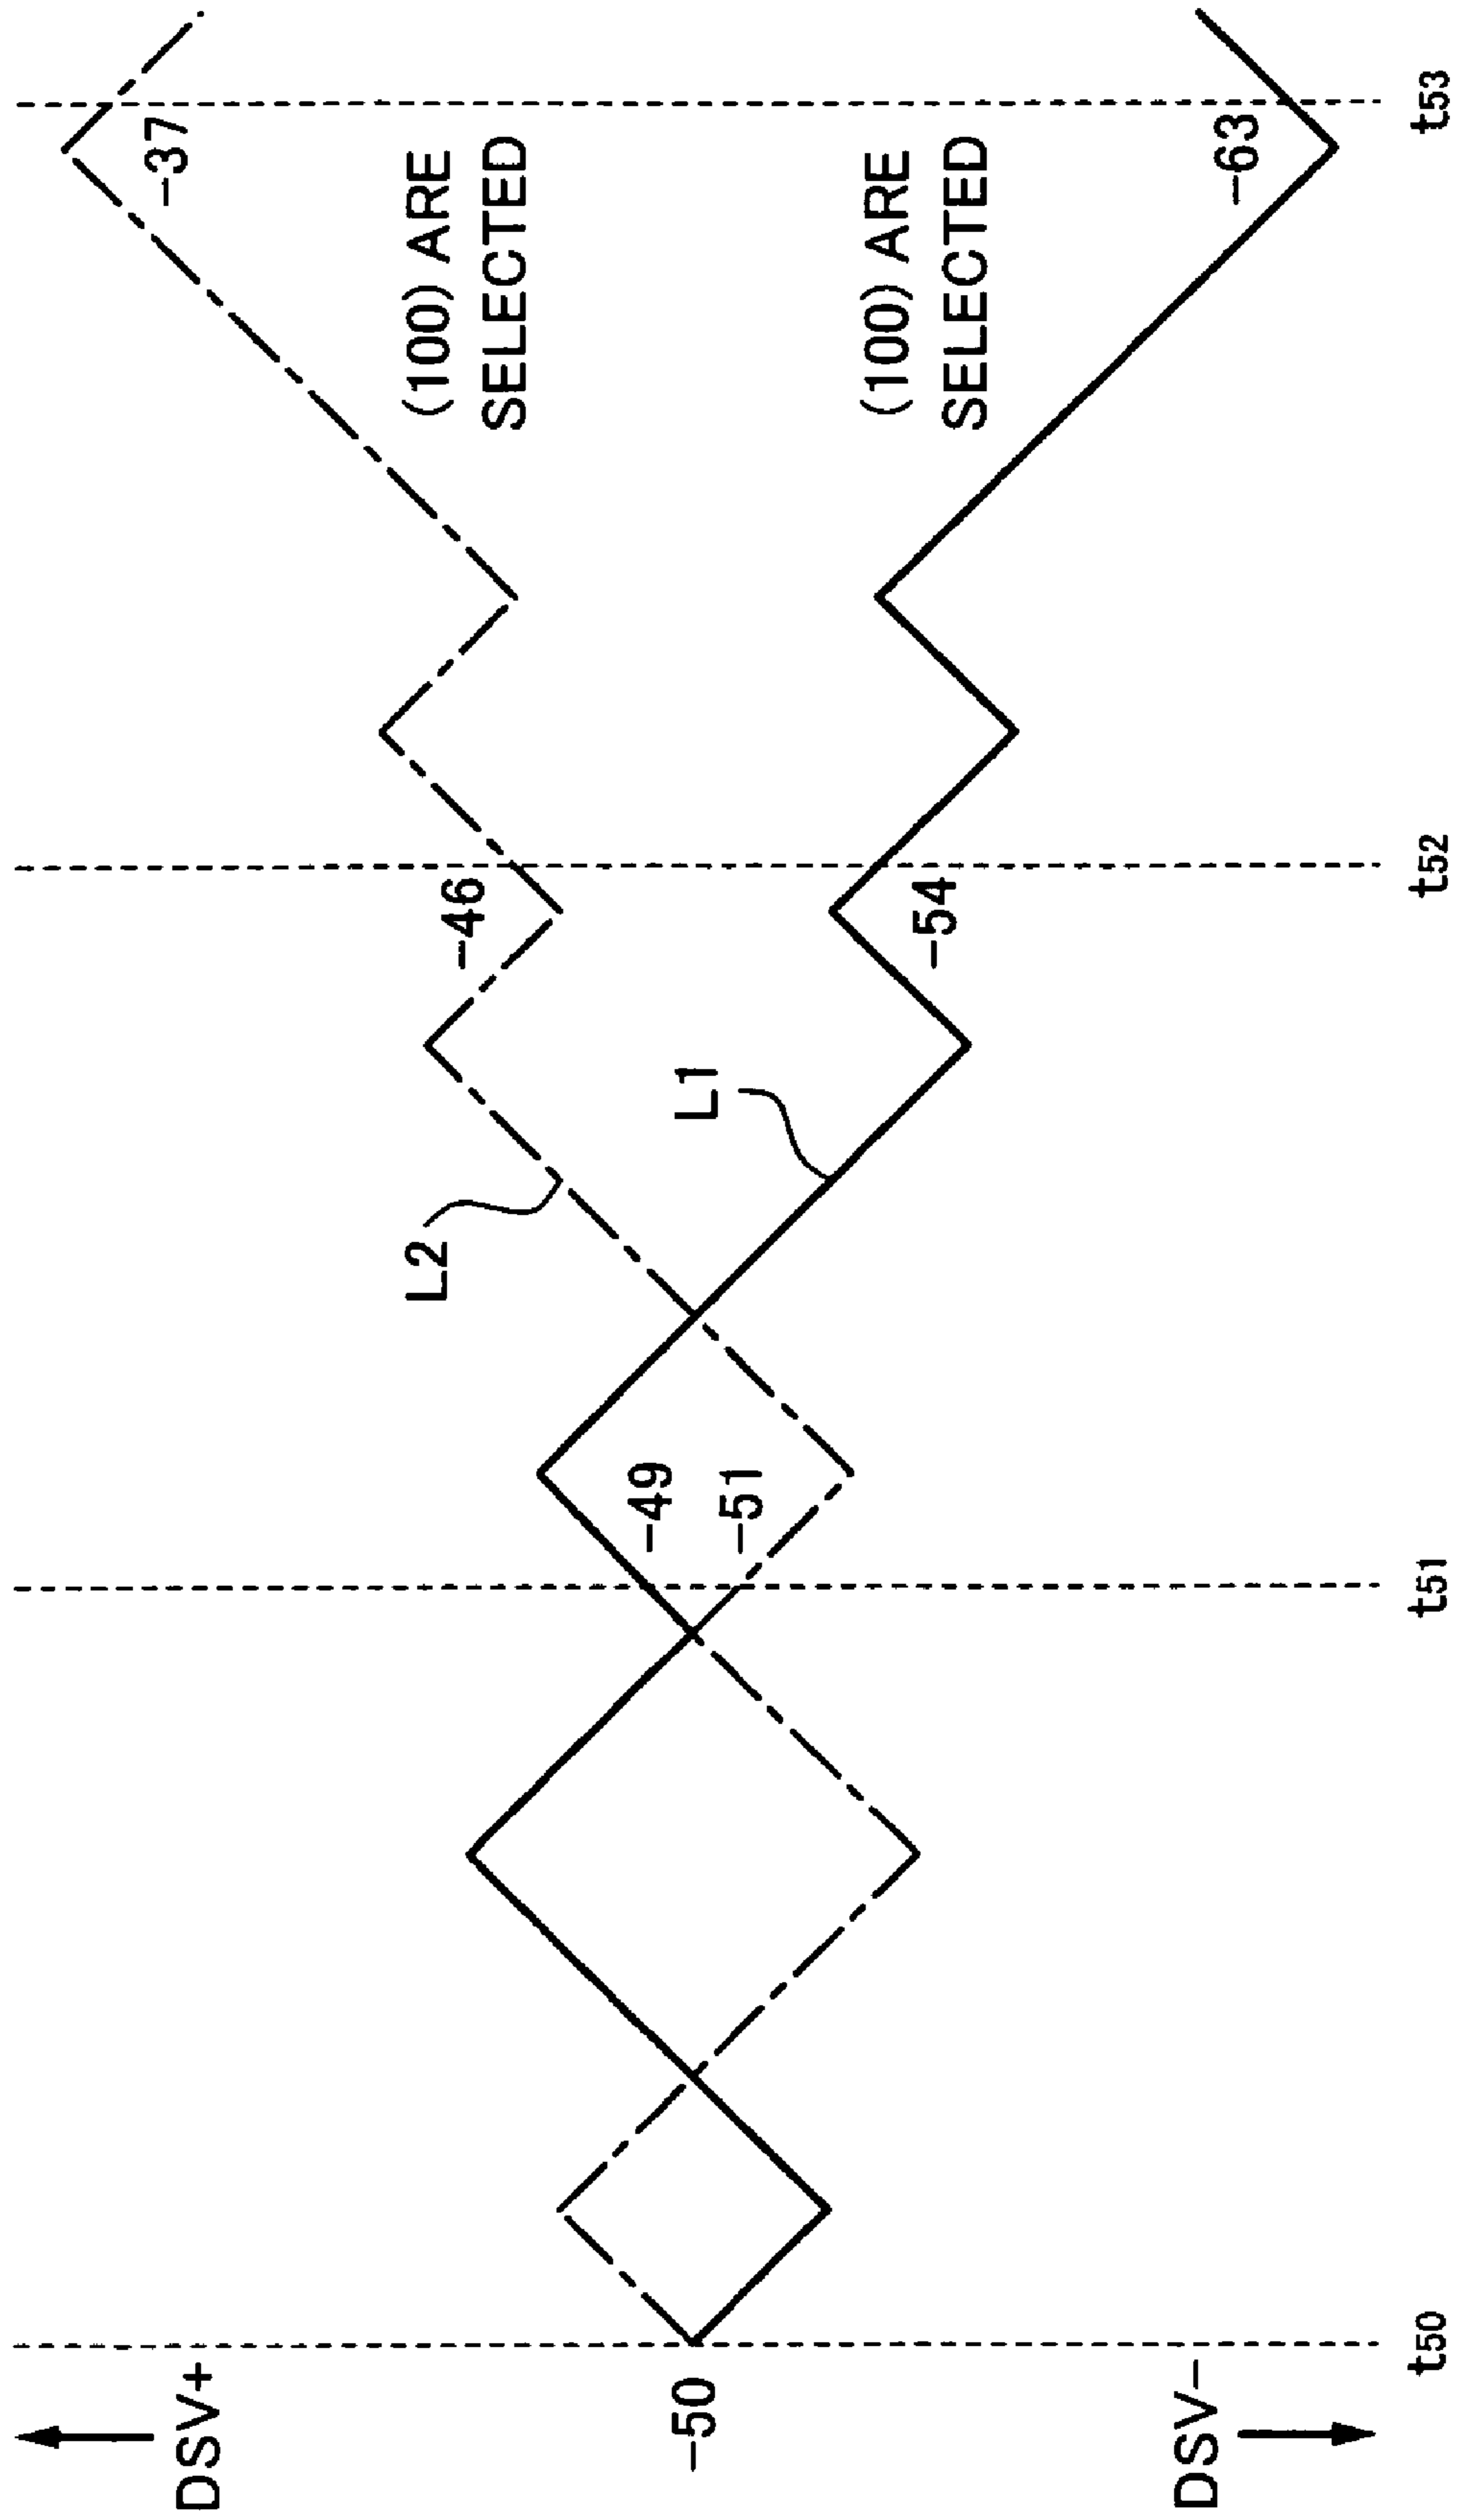 DSV+
-50
DSV-
L2
L1
-49
-51
-46
-54
-37
(100) ARE
SELECTED
(100) ARE
SELECTED
-63
t50
t51
t52
t53